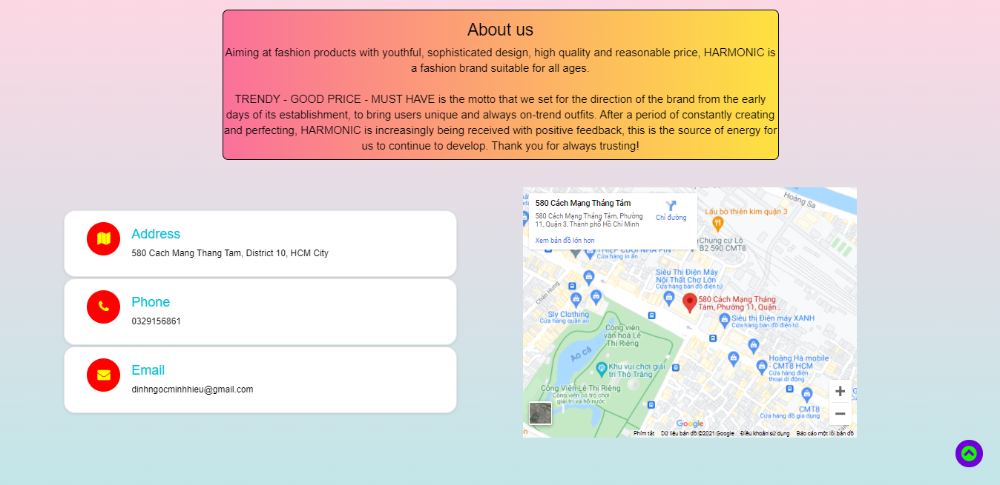 About us
Aiming at fashion products with youthful, sophisticated design, high quality and reasonable price, HARMONIC is
a fashion brand suitable for all ages.
TRENDY - GOOD PRICE - MUST HAVE is the motto that we set for the direction of the brand from the early
days of its establishment, to bring users unique and always on-trend outfits. After a period of constantly creating
and perfecting, HARMONIC is increasingly being received with positive feedback, this is the source of energy for
us to continue to develop. Thank you for always trusting!
Address
580 Cach Mang Thang Tam, District 10, HCM City
Phone
0329156861
Email
dinhngocminhhieu@gmail.com
580 Cách Mạng Tháng Tám
580 Cách Mạng Tháng Tám, Phường
11, Quận 3, Thành phố Hồ Chí Minh
Chỉ đường
Xem bản đồ lớn hơn
Hoàng Sa
Lẩu bò thiên kim quận 3
Chung cư Lô
B2 590 CMT8
Cửa hàng in ấn
Siêu Thị Điện Máy
Nội Thất Chợ Lớn
Cửa hàng bán đồ điện tử
Chấn Hưng
580 Cách Mạng Tháng
Tám, Phường 11, Quận...
Sly Clothing
Cửa hàng quần áo
Siêu thị Điện máy XANH
Cửa hàng bán đồ điện tử
Công viên
văn hoá Lê
Thị Riêng
Ao cá
Khu vui chơi giải
trí Thỏ Trắng
Hoàng Hà mobile
- CMT8 HCM
Cửa hàng điện
thoại di động
Công Viên Lê Thị Riêng
Công viên có trò chơi
giải trí và hồ nước
CMT8
Cửa hàng đồ gia dụng
Google
Phím tắt
Dữ liệu bản đồ ©2021 Google
Điều khoản sử dụng
Báo cáo một lỗi bản đồ